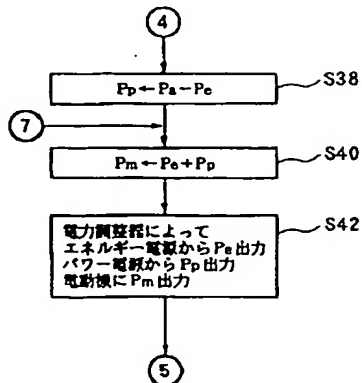 4
Pp←Pa−Pe
S38
7
Pm←Pe+Pp
S40
電力調整器によって
エネルギー電源からPe出力
パワー電源からPp出力
電動機にPm出力
S42
5